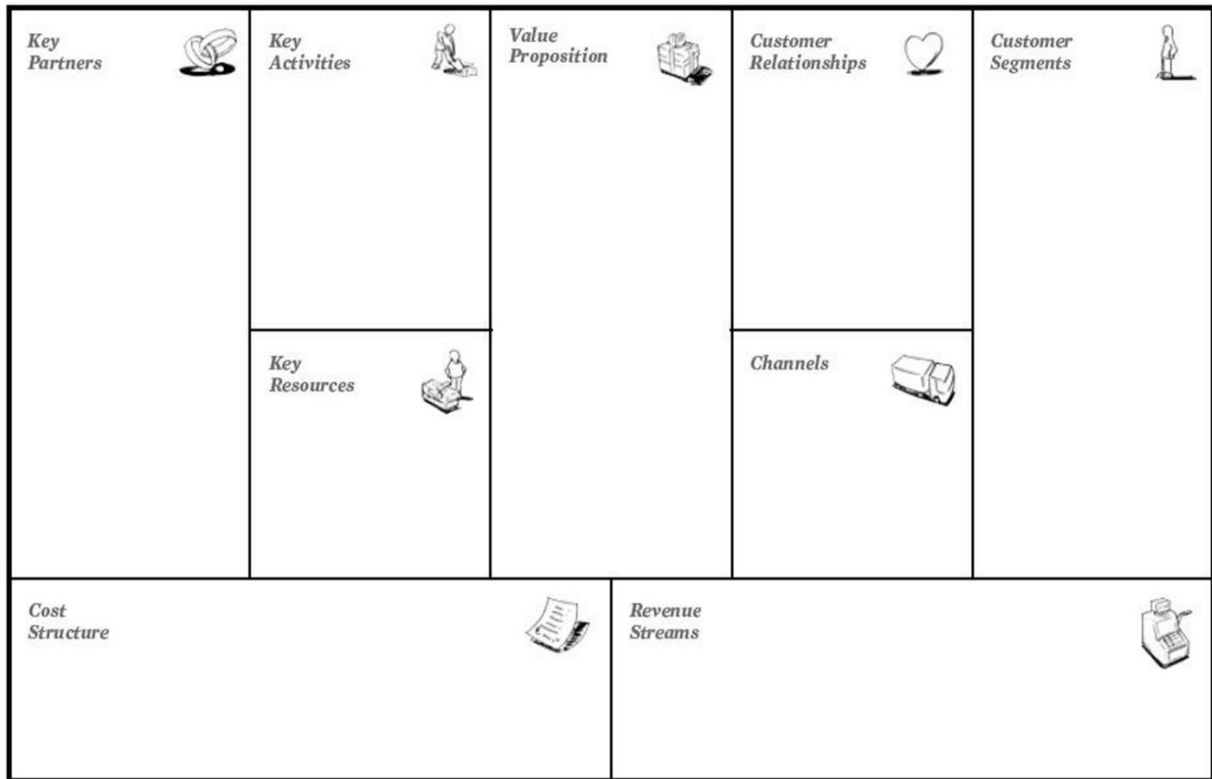 Key
Partners
Key
Activities
Value
Proposition
Customer
Relationships
Customer
Segments
Key
Resources
Channels
Cost
Structure
Revenue
Streams